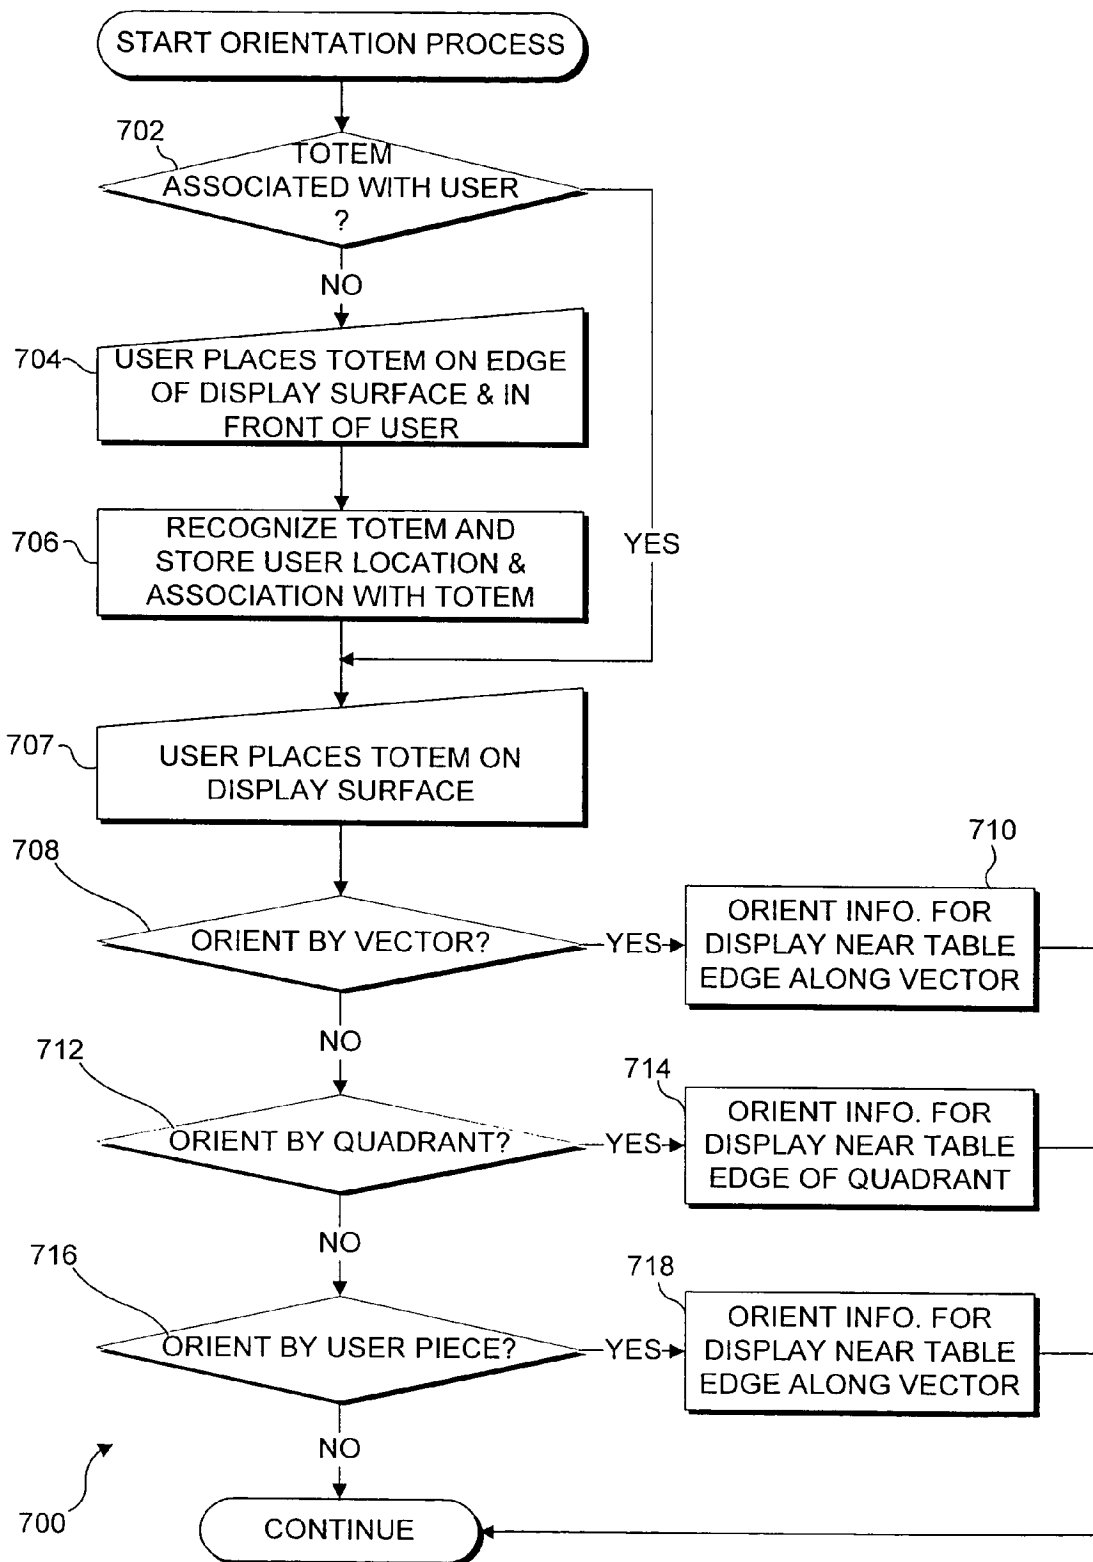 START ORIENTATION PROCESS
702
TOTEM
ASSOCIATED WITH USER
?
NO
YES
704
USER PLACES TOTEM ON EDGE
OF DISPLAY SURFACE & IN
FRONT OF USER
706
RECOGNIZE TOTEM AND
STORE USER LOCATION &
ASSOCIATION WITH TOTEM
707
USER PLACES TOTEM ON
DISPLAY SURFACE
708
ORIENT BY VECTOR?
YES
710
ORIENT INFO. FOR
DISPLAY NEAR TABLE
EDGE ALONG VECTOR
NO
712
ORIENT BY QUADRANT?
YES
714
ORIENT INFO. FOR
DISPLAY NEAR TABLE
EDGE OF QUADRANT
NO
716
ORIENT BY USER PIECE?
YES
718
ORIENT INFO. FOR
DISPLAY NEAR TABLE
EDGE ALONG VECTOR
NO
700
CONTINUE